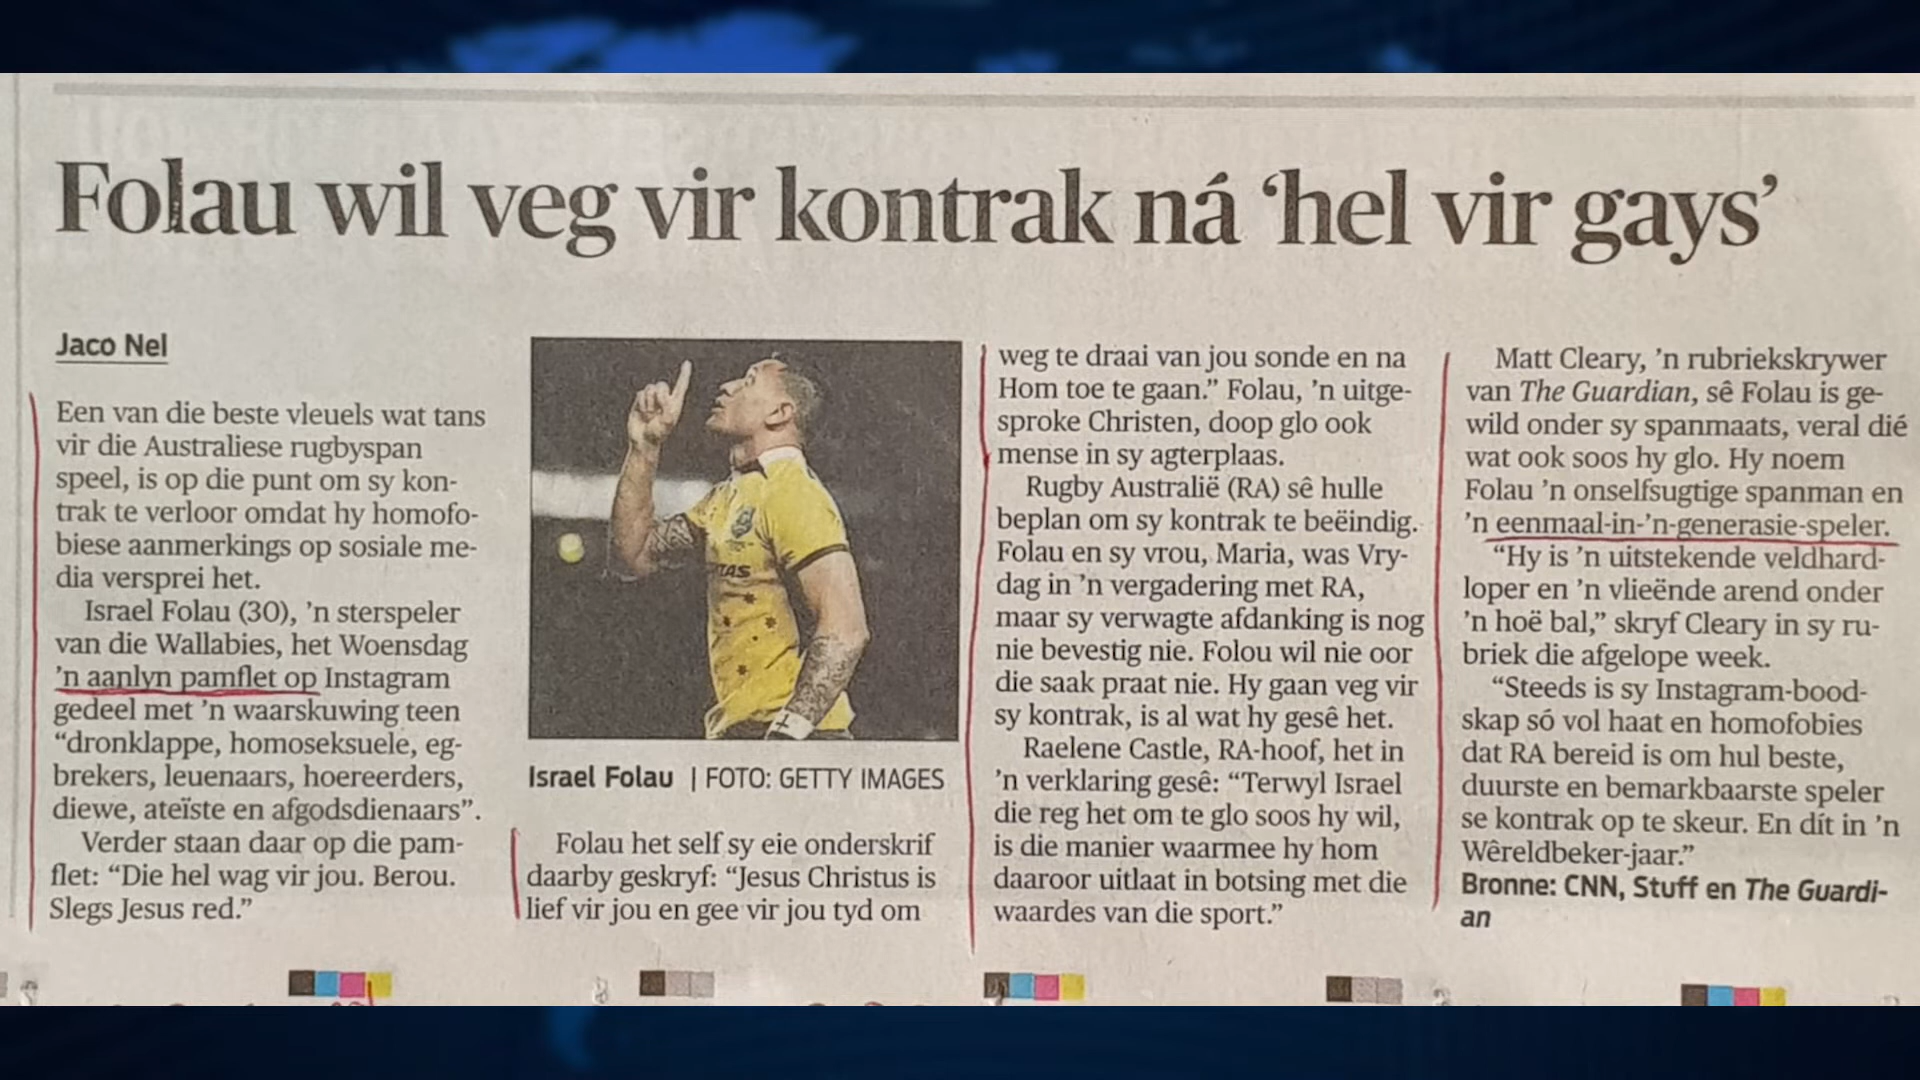 Folau wil veg vir kontrak ná ‘hel vir gays’
Jaco Nel
Een van die beste vleuels wat tans
vir die Australiese rugbyspan
speel, is op die punt om sy kon-
trak te verloor omdat hy homofo-
biese aanmerkings op sosiale me-
dia versprei het.
Israel Folau (30), ’n sterspeler
van die Wallabies, het Woensdag
’n aanlyn pamflet op Instagram
gedeel met ’n waarskuwing teen
“dronklappe, homoseksuele, eg-
brekers, leuenaars, hoereerders,
diewe, ateïste en afgodsdienaars”.
Verder staan daar op die pam-
flet: “Die hel wag vir jou. Berou.
Slegs Jesus red.”
TAS
Israel Folau | FOTO: GETTY IMAGES
Folau het self sy eie onderskrif
daarby geskryf: “Jesus Christus is
lief vir jou en gee vir jou tyd om
weg te draai van jou sonde en na
Hom toe te gaan.” Folau, ’n uitge-
sproke Christen, doop glo ook
mense in sy agterplaas.
Rugby Australië (RA) sê hulle
beplan om sy kontrak te beëindig.
Folau en sy vrou, Maria, was Vry-
dag in ’n vergadering met RA,
maar sy verwagte afdanking is nog
nie bevestig nie. Folou wil nie oor
die saak praat nie. Hy gaan veg vir
sy kontrak, is al wat hy gesê het.
Raelene Castle, RA-hoof, het in
’n verklaring gesê: “Terwyl Israel
die reg het om te glo soos hy wil,
is die manier waarmee hy hom
daaroor uitlaat in botsing met die
waardes van die sport.”
Matt Cleary, ’n rubriekskrywer
van The Guardian, sê Folau is ge-
wild onder sy spanmaats, veral dié
wat ook soos hy glo. Hy noem
Folau ’n onselfsugtige spanman en
’n eenmaal-in-’n-generasie-speler.
“Hy is ’n uitstekende veldhard-
loper en ’n vlieënde arend onder
’n hoë bal,” skryf Cleary in sy ru-
briek die afgelope week.
“Steeds is sy Instagram-bood-
skap só vol haat en homofobies
dat RA bereid is om hul beste,
duurste en bemarkbaarste speler
se kontrak op te skeur. En dít in ’n
Wêreldbeker-jaar.”
Bronne: CNN, Stuff en The Guardi-
an